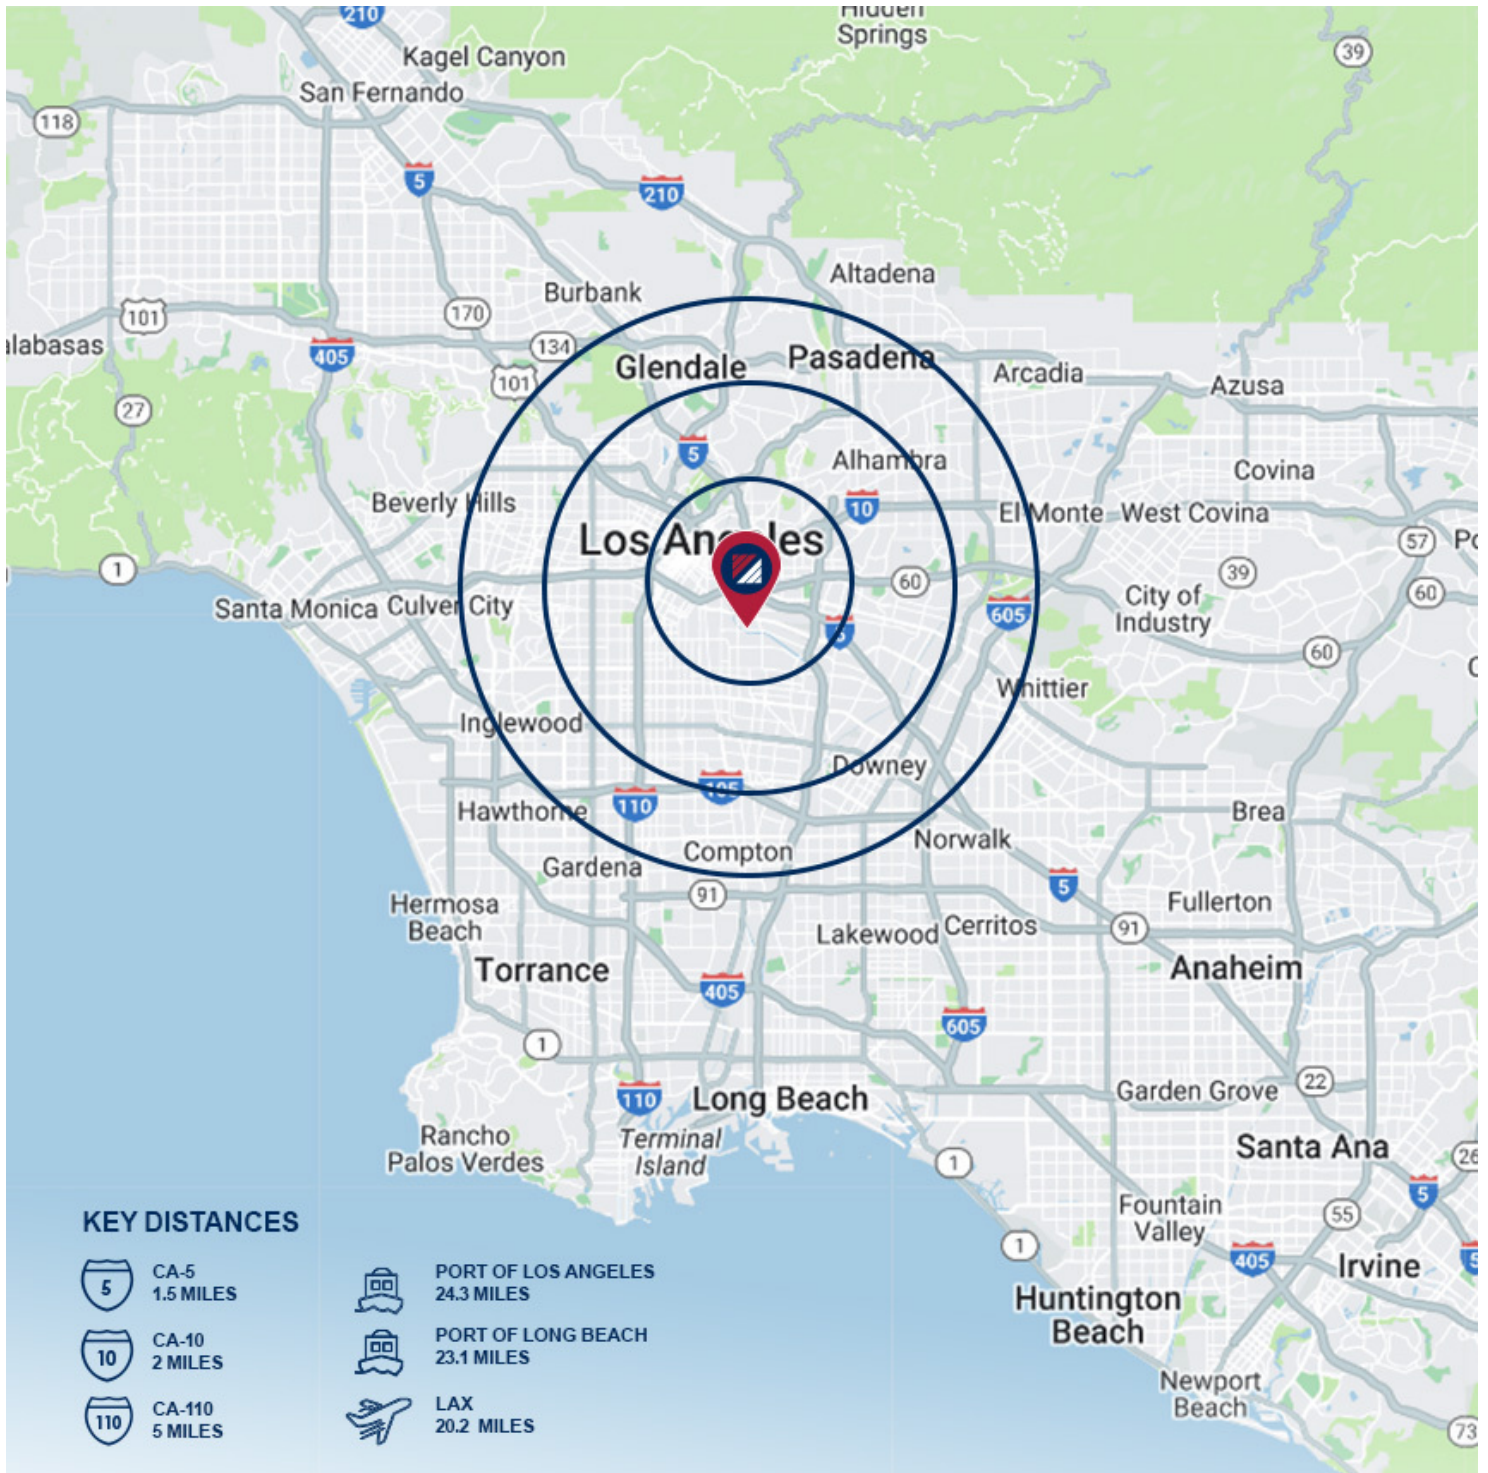 210
Hidden
Springs
Kagel Canyon
39
San Fernando
118
5
210
Altadena
Burbank
101
170
alabasas
405
134
Glendale
Pasadena
Arcadia
101
Azusa
27
5
Alhambra
Covina
Beverly Hills
10
El Monte
West Covina
Los Angeles
57
Po
1
60
39
Santa Monica
Culver City
605
City of
Industry
60
5
60
C
Whittier
Inglewood
Downey
105
110
Hawthorne
Brea
Norwalk
Compton
Gardena
5
91
Hermosa
Beach
Fullerton
Lakewood
Cerritos
91
Torrance
Anaheim
405
605
1
22
Garden Grove
110
Long Beach
Rancho
Palos Verdes
Terminal
Island
Santa Ana
1
26
5
Fountain
Valley
55
KEY DISTANCES
1
405
Irvine
5
5
CA-5
1.5 MILES
PORT OF LOS ANGELES
24.3 MILES
Huntington
Beach
10
CA-10
2 MILES
PORT OF LONG BEACH
23.1 MILES
Newport
Beach
110
CA-110
5 MILES
LAX
20.2 MILES
73